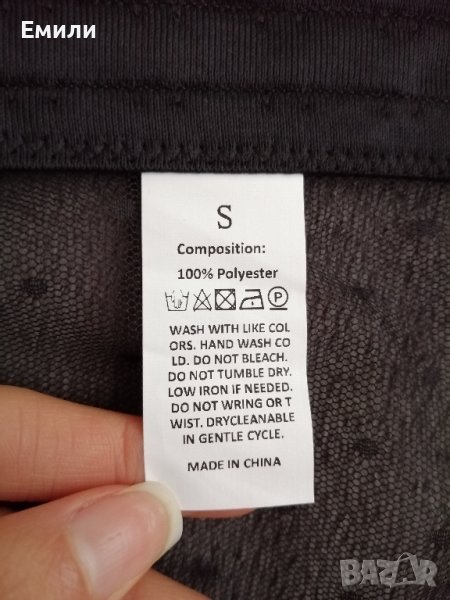 Емили
S
Composition:
100% Polyester
P
WASH WITH LIKE COL
ORS. HAND WASH CO
LD. DO NOT BLEACH.
DO NOT TUMBLE DRY.
LOW IRON IF NEEDED.
DO NOT WRING OR T
WIST. DRYCLEANABLE
IN GENTLE CYCLE.
MADE IN CHINA
BAZAR